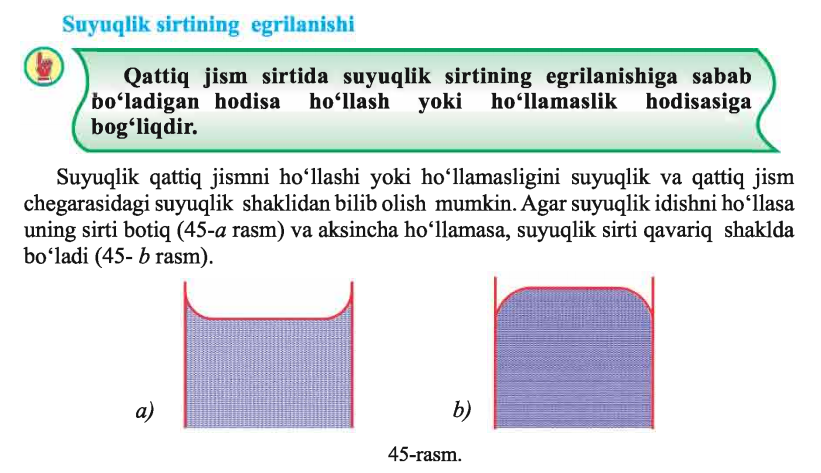 Suyuqlik sirtining egrilanishi
Qattiq jism sirtida suyuqlik sirtining egrilanishiga sabab
bo‘ladigan hodisa ho‘llash yoki ho‘llamaslik hodisasiga
bog‘liqdir.
Suyuqlik qattiq jismni ho‘llashi yoki ho‘llamasligini suyuqlik va qattiq jism
chegarasidagi suyuqlik shaklidan bilib olish mumkin. Agar suyuqlik idishni ho‘llasa
uning sirti botiq (45-a rasm) va aksincha ho‘llamasa, suyuqlik sirti qavariq shaklda
bo‘ladi (45- b rasm).
a) b)
45-rasm.